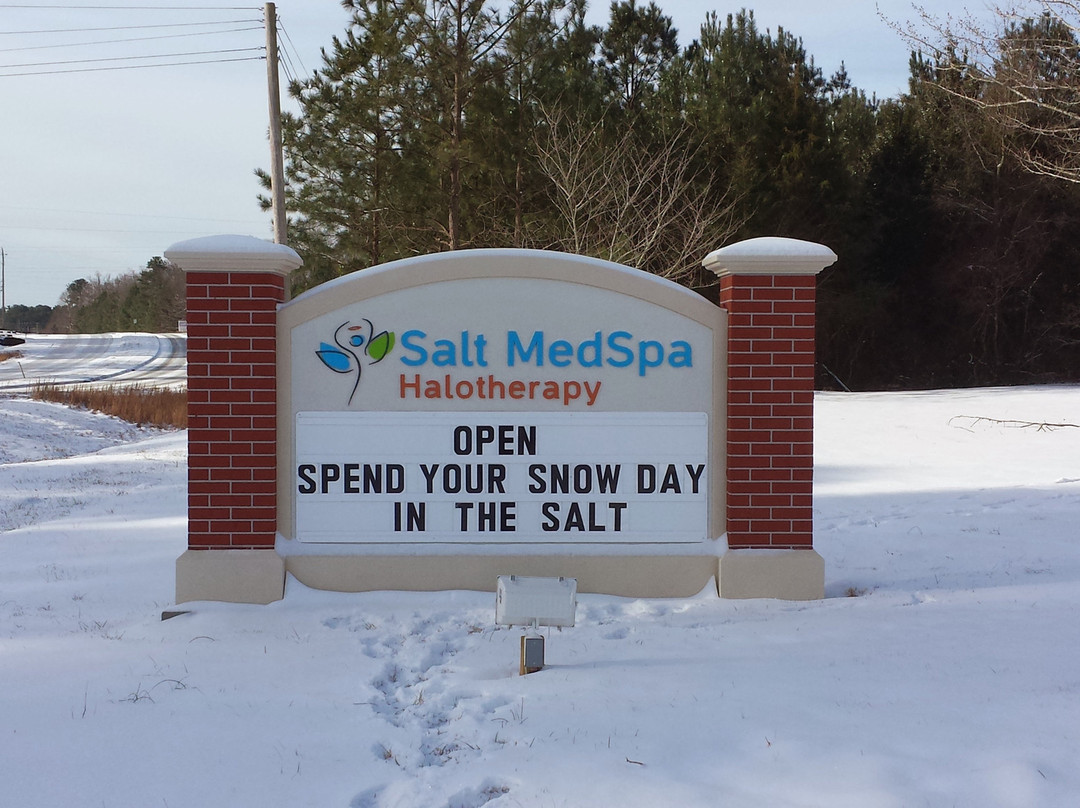 Salt MedSpa
Halotherapy
OPEN
SPEND YOUR SNOW DAY
IN THE SALT